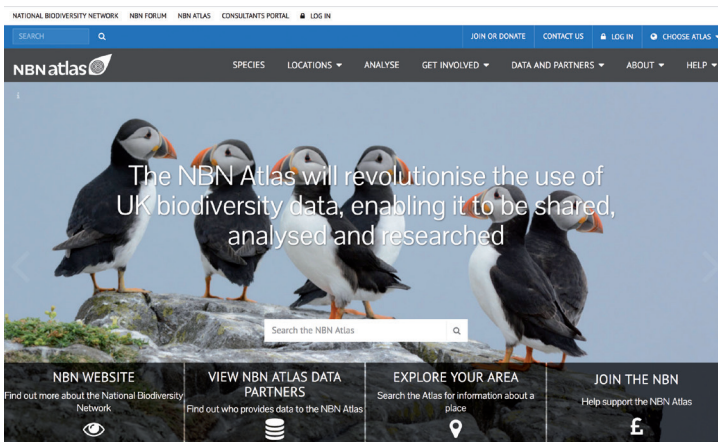 NATIONAL BIODIVERSITY NETWORK NBN FORUM NBN ATLAS CONSULTANTS PORTAL LOG IN
SEARCH JOIN OR DONATE CONTACT US LOG IN CHOOSE ATLAS
NBN atlas SPECIES LOCATIONS ANALYSE GET INVOLVED DATA AND PARTNERS ABOUT HELP
i
The NBN Atlas will revolutionise the use of
UK biodiversity data, enabling it to be shared,
analysed and researched
Search the NBN Atlas
NBN WEBSITE
Find out more about the National Biodiversity
Network
VIEW NBN ATLAS DATA
PARTNERS
Find out who provides data to the NBN Atlas
EXPLORE YOUR AREA
Search the Atlas for information about a
place
JOIN THE NBN
Help support the NBN Atlas
£